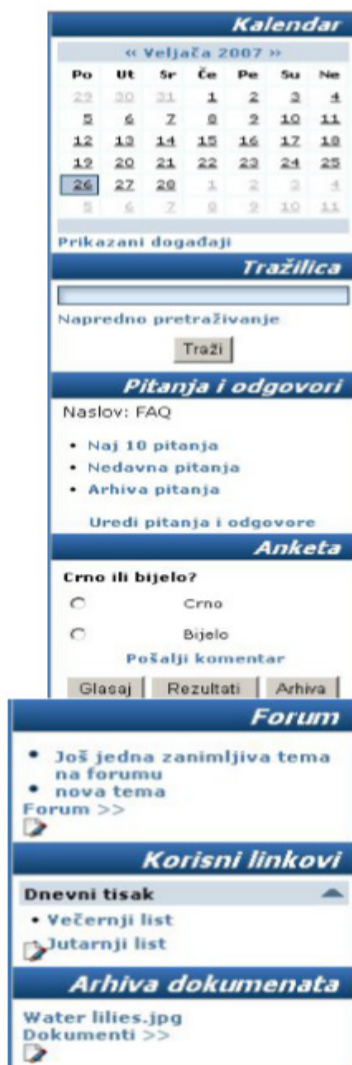 Kalendar
<< Veljača 2007 >>
Po Ut Sr Če Pe Su Ne
29 30 31 1 2 3 4
5 6 7 8 9 10 11
12 13 14 15 16 17 18
19 20 21 22 23 24 25
26 27 28 1 2 3 4
5 6 7 8 9 10 11
Prikazani događaji
Tražilica
Napredno pretraživanje
Traži
Pitanja i odgovori
Naslov: FAQ
• Naj 10 pitanja
• Nedavna pitanja
• Arhiva pitanja
Uredi pitanja i odgovore
Anketa
Crno ili bijelo?
Crno
Bijelo
Pošalji komentar
Glasaj Rezultati Arhiva
Forum
• Još jedna zanimljiva tema
na forumu
• nova tema
Forum >>
Korisni linkovi
Dnevni tisak
• Večernji list
Jutarnji list
Arhiva dokumenata
Water lilies.jpg
Dokumenti >>